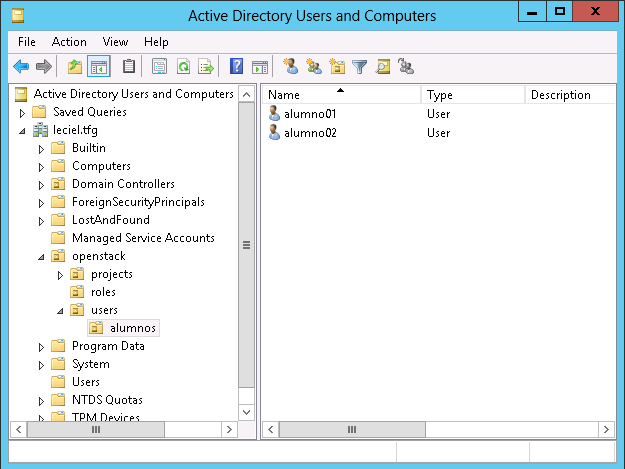 Active Directory Users and Computers
File Action View Help
Active Directory Users and Computers
Saved Queries
leciel.tfg
Builtin
Computers
Domain Controllers
ForeignSecurityPrincipals
LostAndFound
Managed Service Accounts
openstack
projects
roles
users
alumnos
Program Data
System
Users
NTDS Quotas
TPM Devices
Name Type Description
alumno01 User
alumno02 User